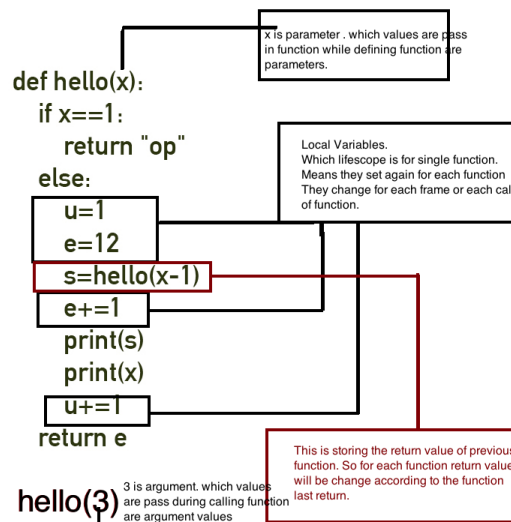 x is parameter . which values are pass
in function while defining function are
parameters.
def hello(x):
if x==1:
return "op"
else:
u=1
e=12
s=hello(x-1)
e+=1
print(s)
print(x)
u+=1
return e
Local Variables.
Which lifescope is for single function.
Means they set again for each function
They change for each frame or each cal
of function.
This is storing the return value of previous
function. So for each function return value
will be change according to the function
last return.
hello(3)
3 is argument. which values
are pass during calling function
are argument values